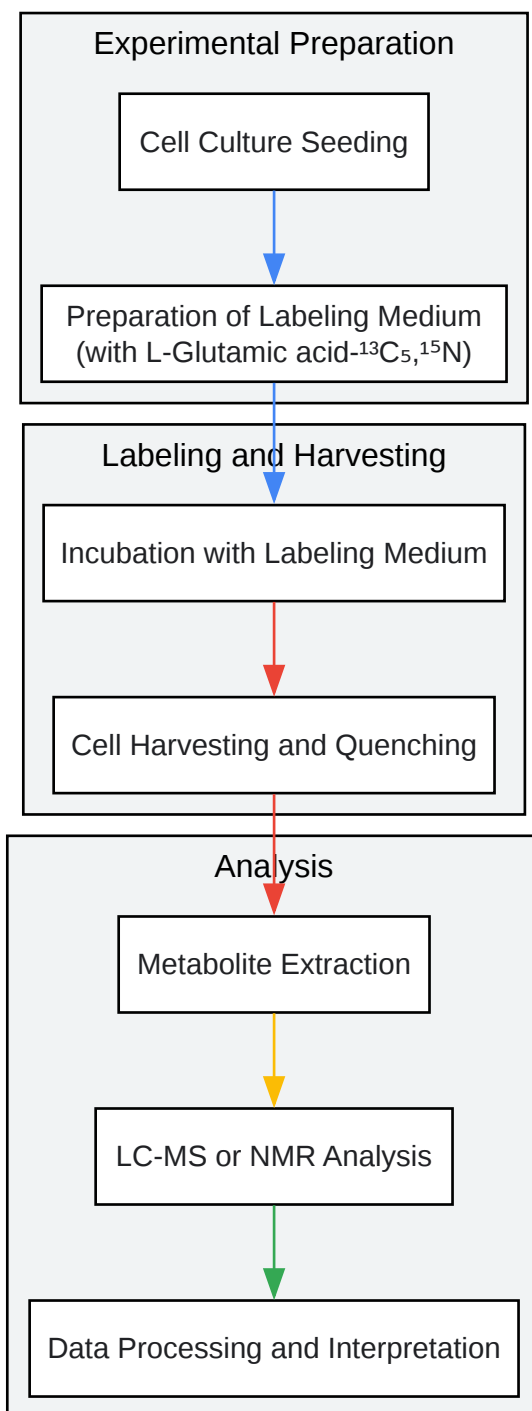 Experimental Preparation
Cell Culture Seeding
Preparation of Labeling Medium
(with L-Glutamic acid-¹³C₅,¹⁵N)
Labeling and Harvesting
Incubation with Labeling Medium
Cell Harvesting and Quenching
Analysis
Metabolite Extraction
LC-MS or NMR Analysis
Data Processing and Interpretation